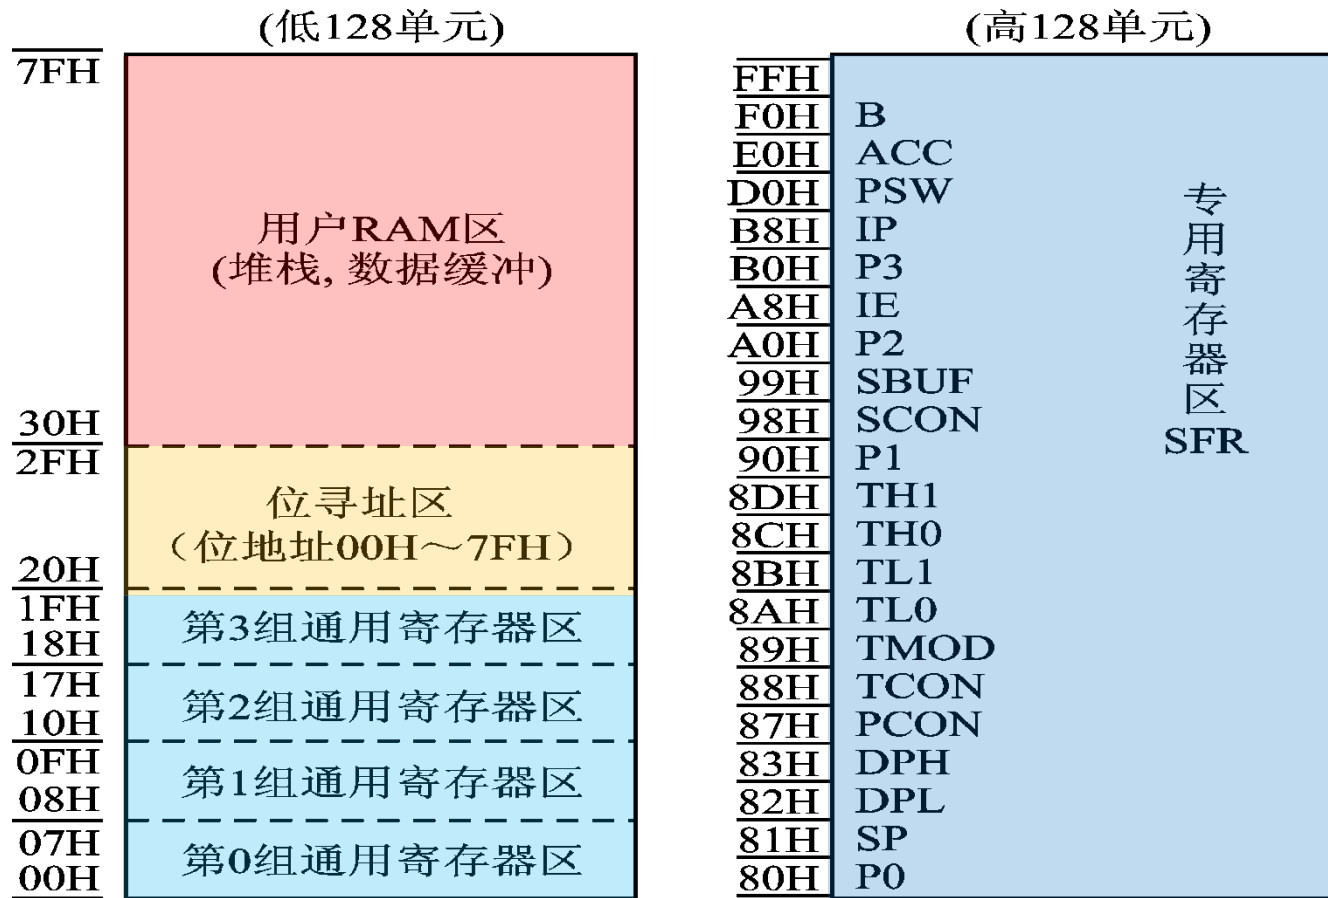 (低128单元)
7FH
用户RAM区
(堆栈, 数据缓冲)
30H
2FH
位寻址区
（位地址00H～7FH）
20H
1FH
第3组通用寄存器区
18H
17H
第2组通用寄存器区
10H
0FH
第1组通用寄存器区
08H
07H
第0组通用寄存器区
00H
(高128单元)
FFH
F0H B
E0H ACC
D0H PSW
B8H IP
B0H P3
A8H IE
A0H P2
99H SBUF
98H SCON
90H P1
8DH TH1
8CH TH0
8BH TL1
8AH TL0
89H TMOD
88H TCON
87H PCON
83H DPH
82H DPL
81H SP
80H P0
专用寄存器区
SFR